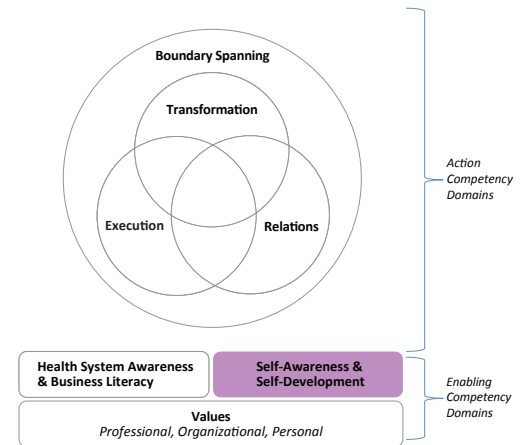 Boundary Spanning
Transformation
Execution
Relations
Action
Competency
Domains
Health System Awareness
& Business Literacy
Self-Awareness &
Self-Development
Values
Professional, Organizational, Personal
Enabling
Competency
Domains